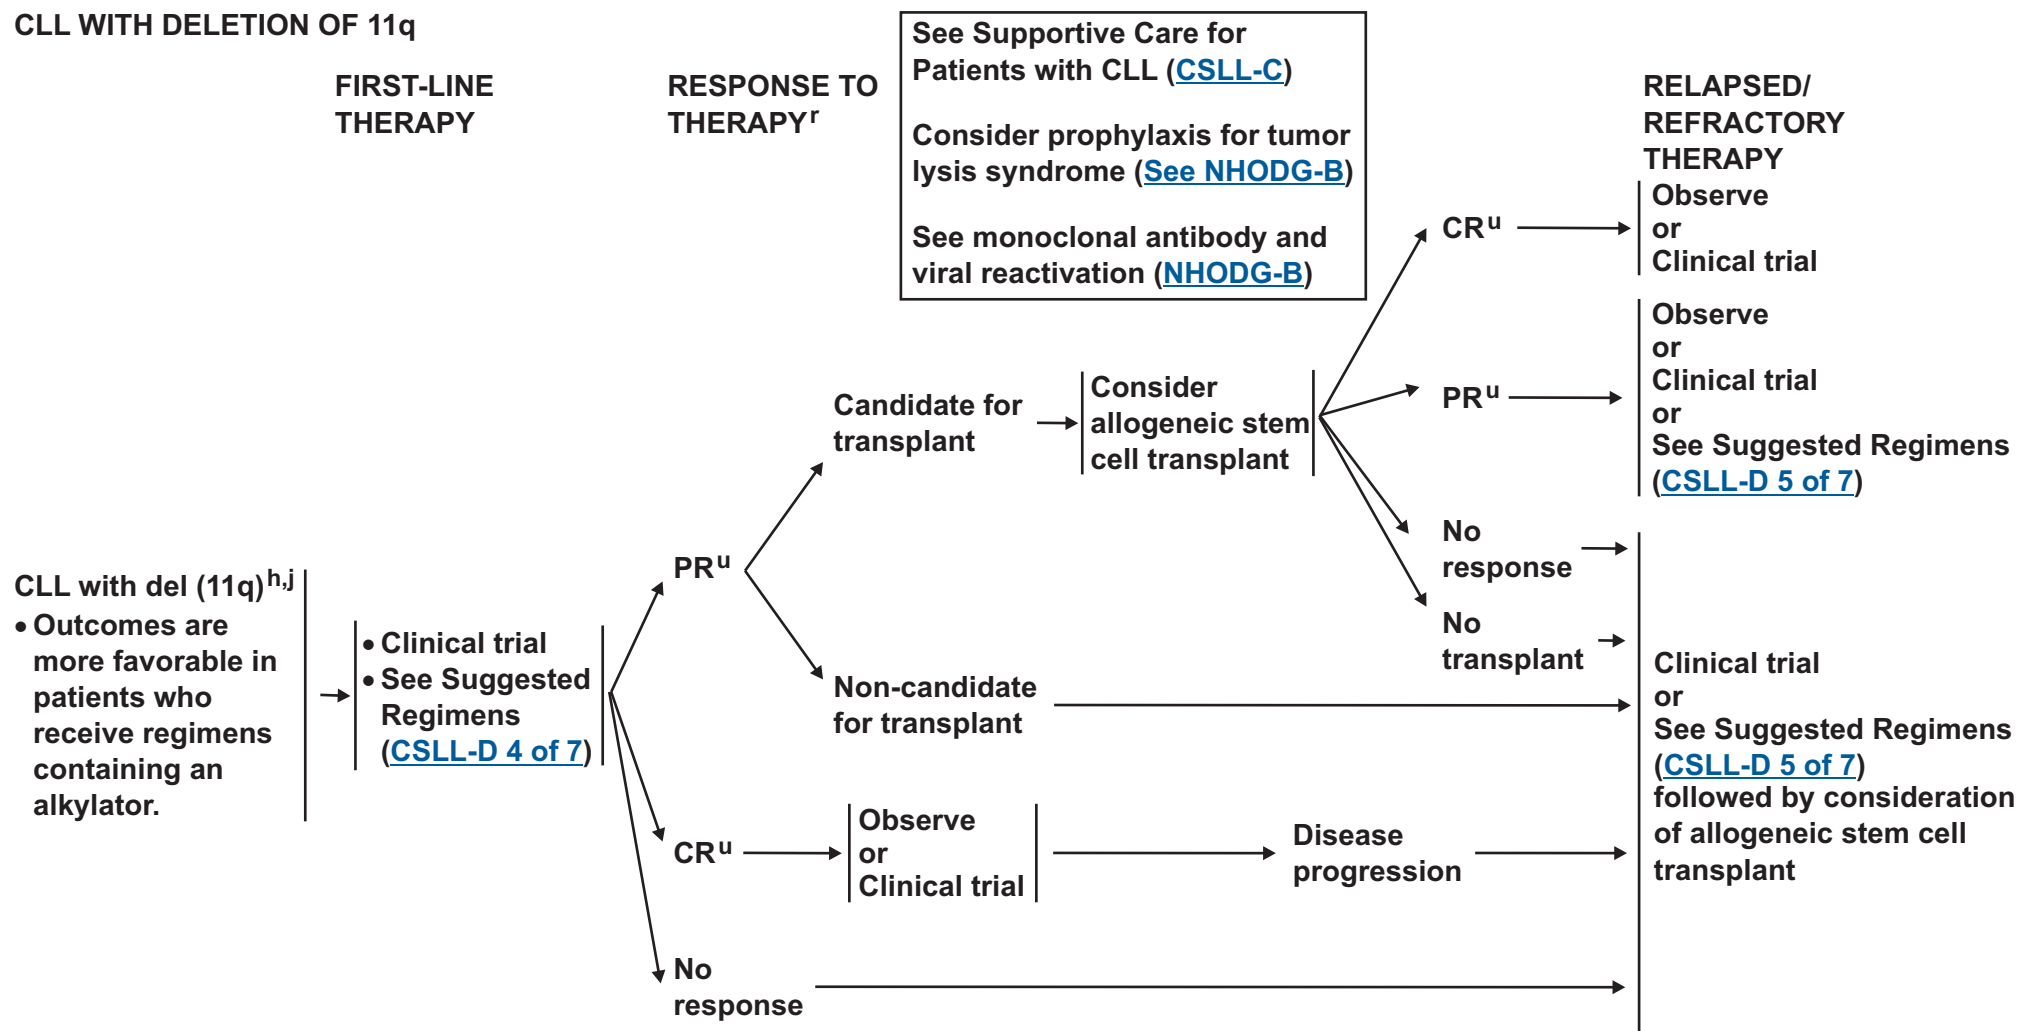 CLL WITH DELETION OF 11q
FIRST-LINE
THERAPY
RESPONSE TO
THERAPYʳ
See Supportive Care for
Patients with CLL (CSLL-C)
Consider prophylaxis for tumor
lysis syndrome (See NHODG-B)
See monoclonal antibody and
viral reactivation (NHODG-B)
RELAPSED/
REFRACTORY
THERAPY
CLL with del (11q)ʰ,ʲ
• Outcomes are
more favorable in
patients who
receive regimens
containing an
alkylator.
• Clinical trial
• See Suggested
Regimens
(CSLL-D 4 of 7)
PRᵘ
Candidate for
transplant
Consider
allogeneic stem
cell transplant
CRᵘ
Observe
or
Clinical trial
PRᵘ
Observe
or
Clinical trial
or
See Suggested Regimens
(CSLL-D 5 of 7)
No
response
No
transplant
Non-candidate
for transplant
CRᵘ
Observe
or
Clinical trial
Disease
progression
No
response
Clinical trial
or
See Suggested Regimens
(CSLL-D 5 of 7)
followed by consideration
of allogeneic stem cell
transplant